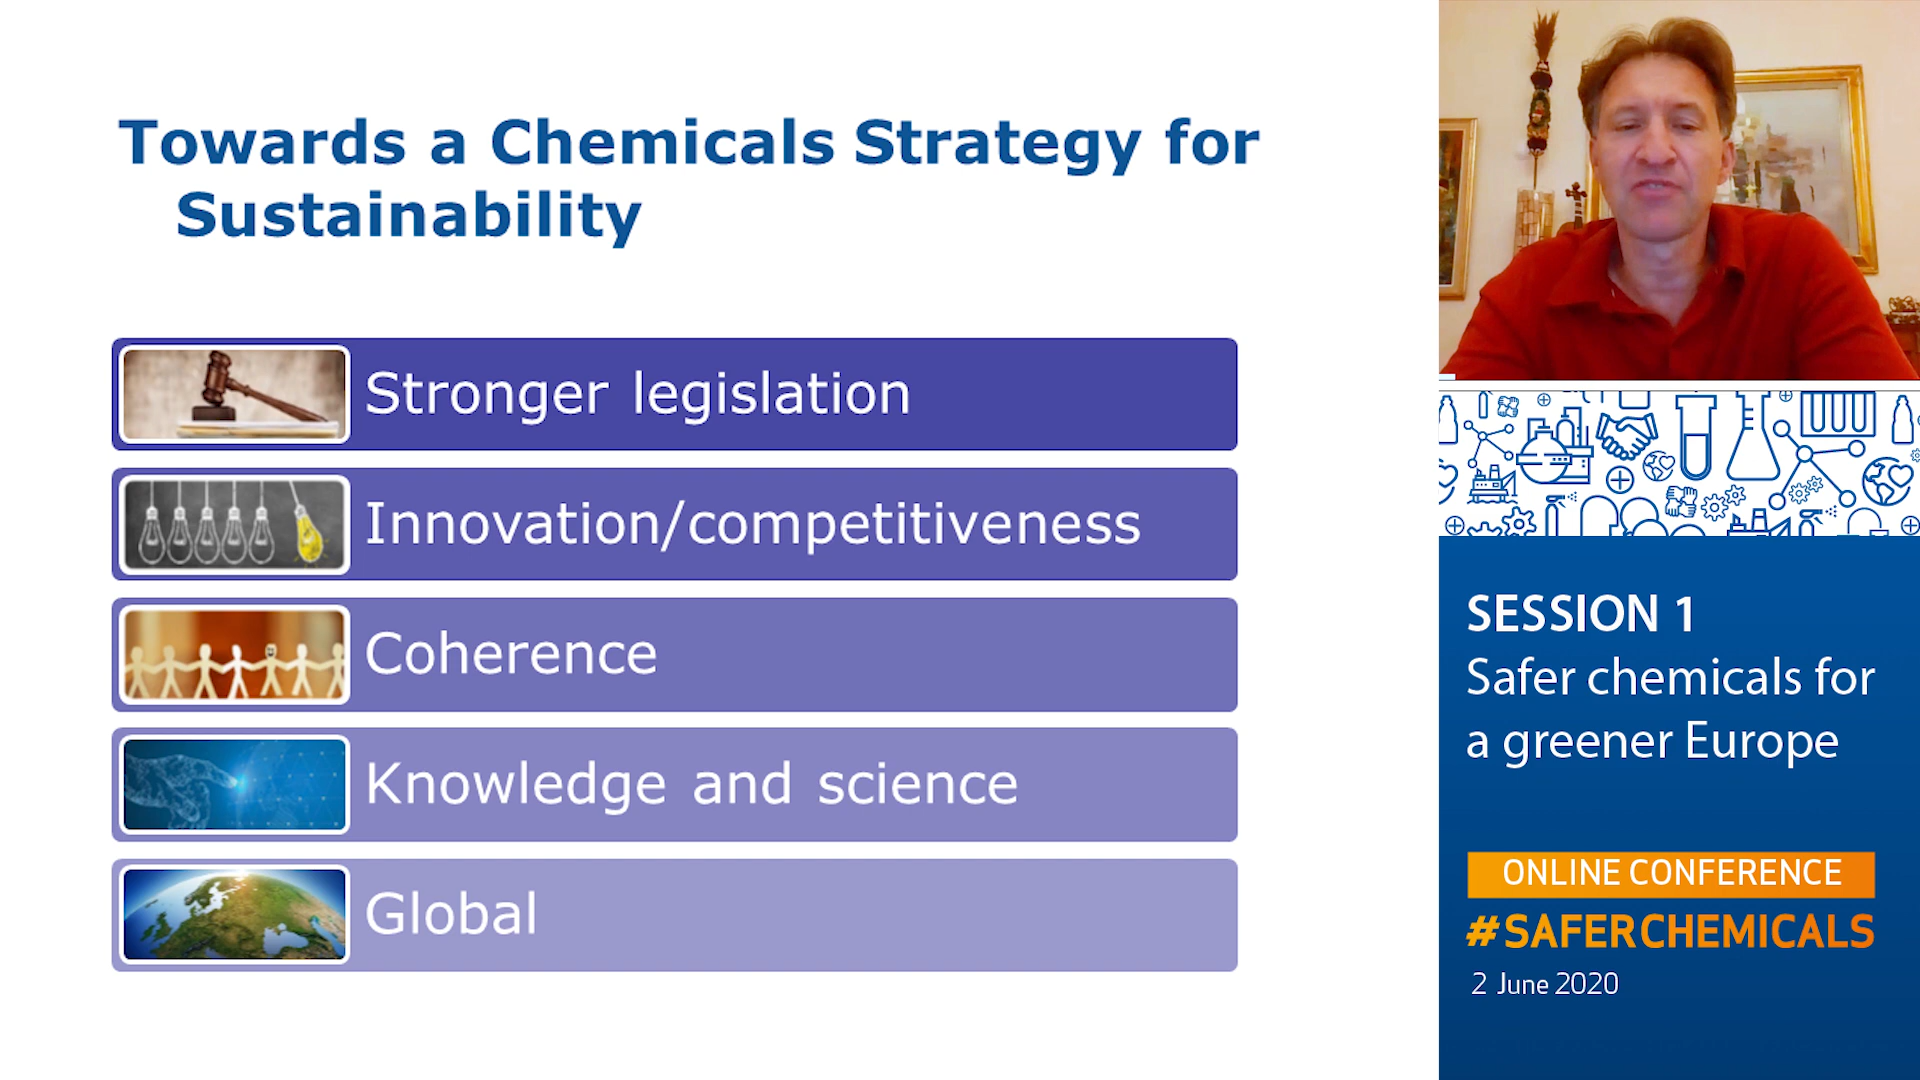 Towards a Chemicals Strategy for
Sustainability
Stronger legislation
Innovation/competitiveness
Coherence
Knowledge and science
Global
SESSION 1
Safer chemicals for
a greener Europe
ONLINE CONFERENCE
#SAFERCHEMICALS
2 June 2020